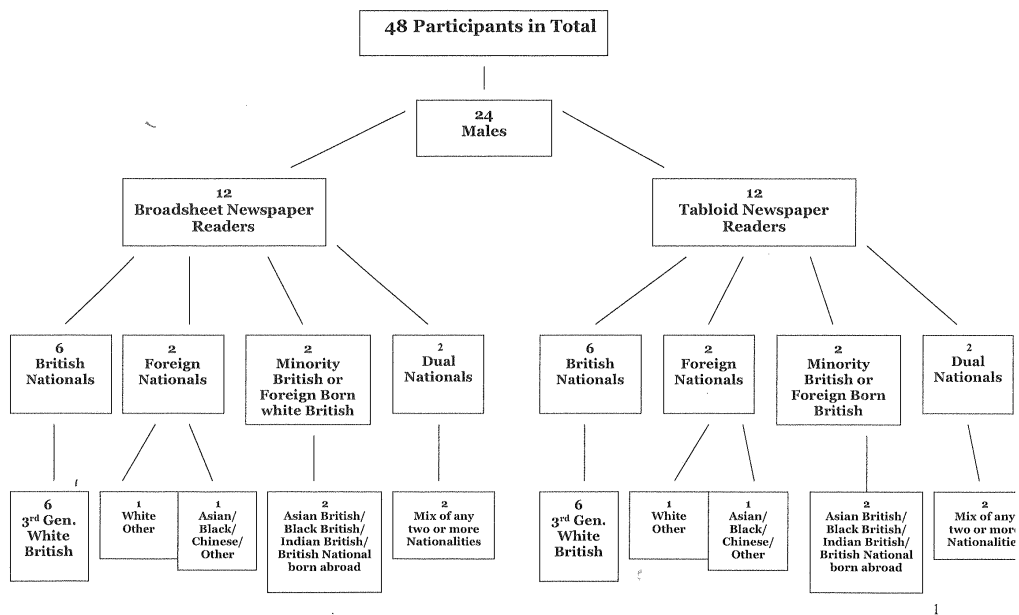 48 Participants in Total
24
Males
12
Broadsheet Newspaper
Readers
12
Tabloid Newspaper
Readers
6
British
Nationals
2
Foreign
Nationals
2
Minority
British or
Foreign Born
white British
2
Dual
Nationals
6
British
Nationals
2
Foreign
Nationals
2
Minority
British or
Foreign Born
British
2
Dual
Nationals
6
3rd Gen.
White
British
1
White
Other
1
Asian/
Black/
Chinese/
Other
2
Asian British/
Black British/
Indian British/
British National
born abroad
2
Mix of any
two or more
Nationalities
6
3rd Gen.
White
British
1
White
Other
1
Asian/
Black/
Chinese/
Other
2
Asian British/
Black British/
Indian British/
British National
born abroad
2
Mix of any
two or more
Nationalitie
1